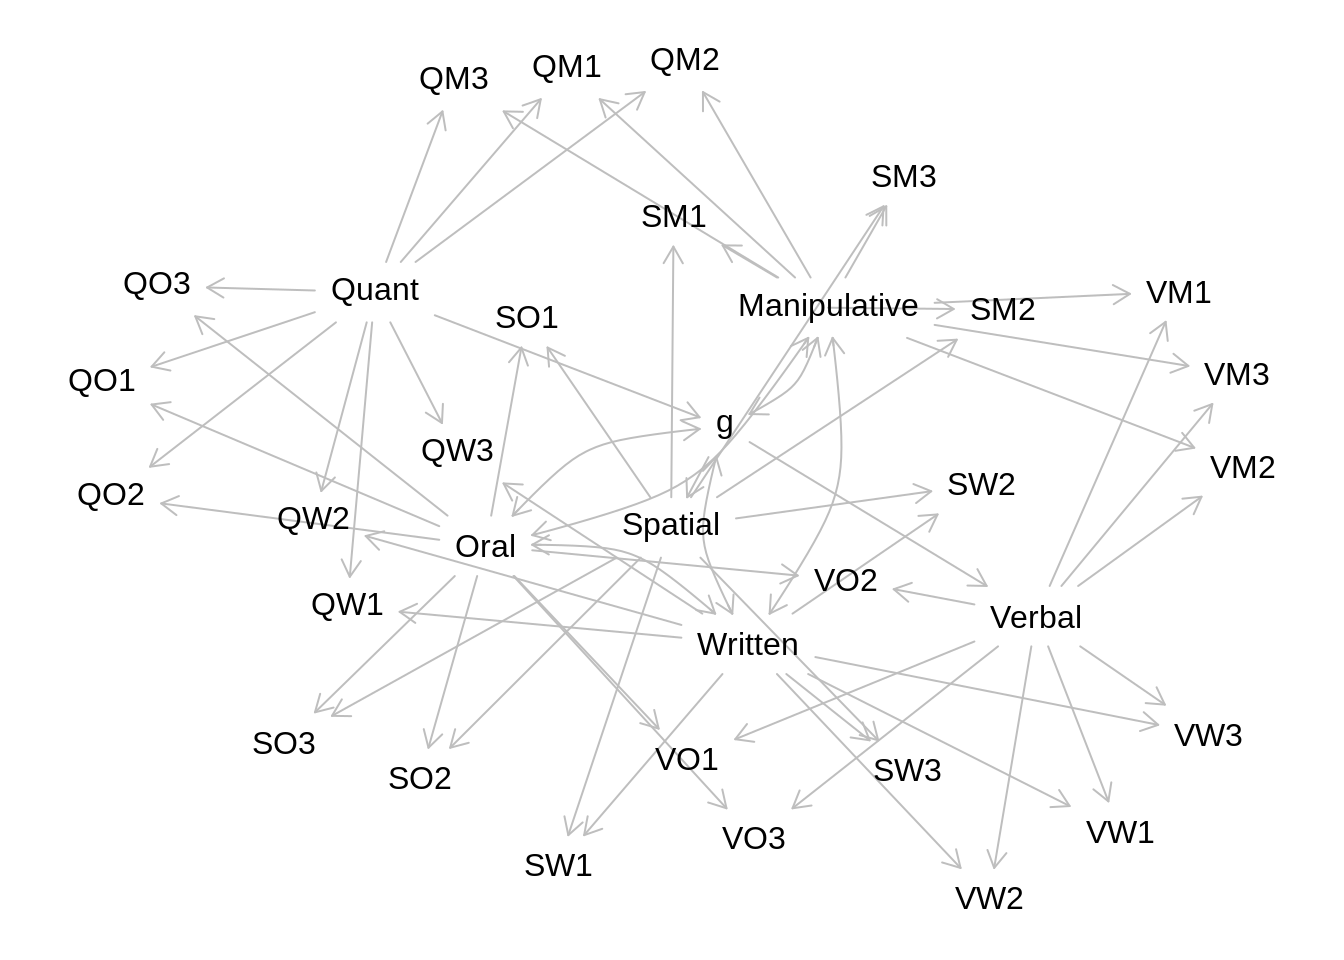 QM2
QM1
QM3
SM3
SM1
QO3
Quant
VM1
Manipulative
SM2
SO1
VM3
QO1
g
QW3
VM2
SW2
QO2
QW2
Spatial
Oral
VO2
QW1
Verbal
Written
VW3
SO3
VO1
SW3
SO2
VW1
VO3
SW1
VW2